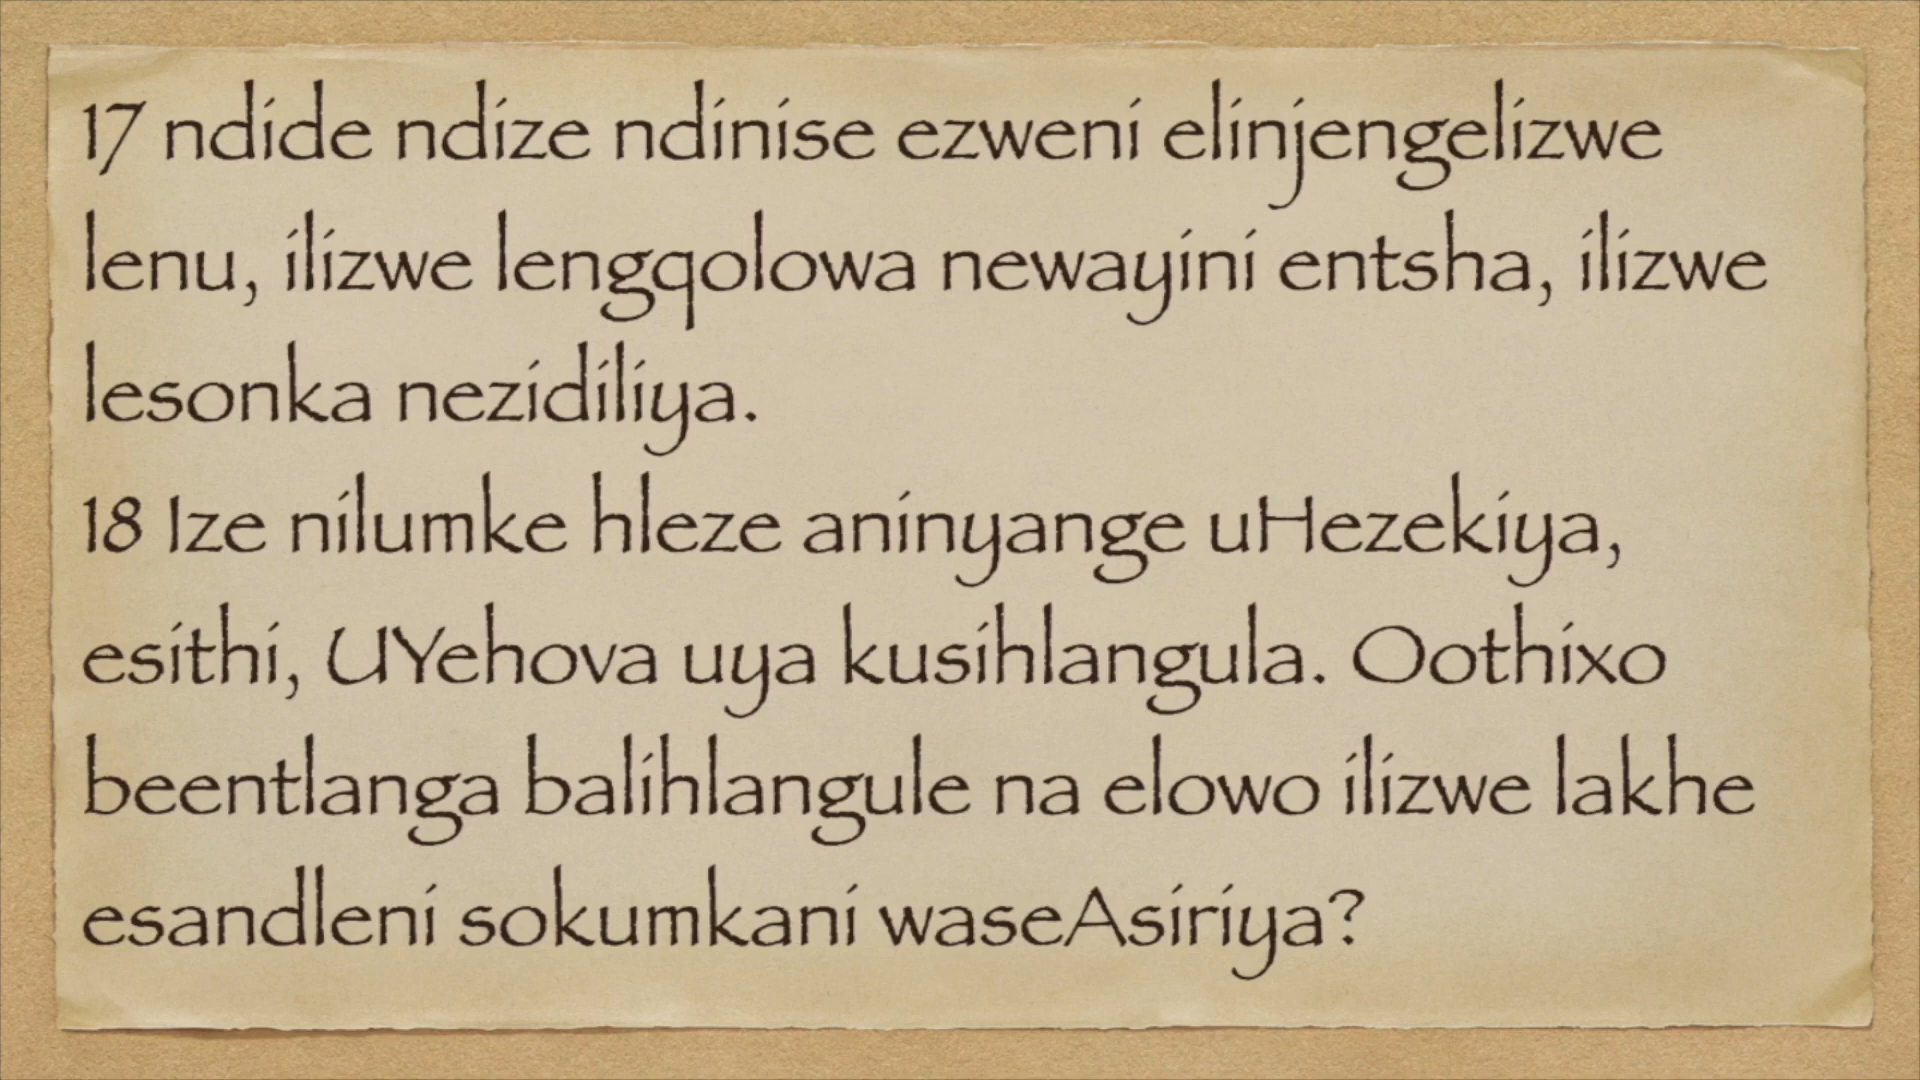 17 ndide ndize ndinise ezweni elinjengelizwe
lenu, ilizwe lengqolowa newayini entsha, ilizwe
lesonka nezidiliya.
18 Ize nilumke hleze aninyange uHezekiya,
esithi, UYehova uya kusihlangula. Oothixo
beentlanga balihlangule na elowo ilizwe lakhe
esandleni sokumkani waseAsiriya?